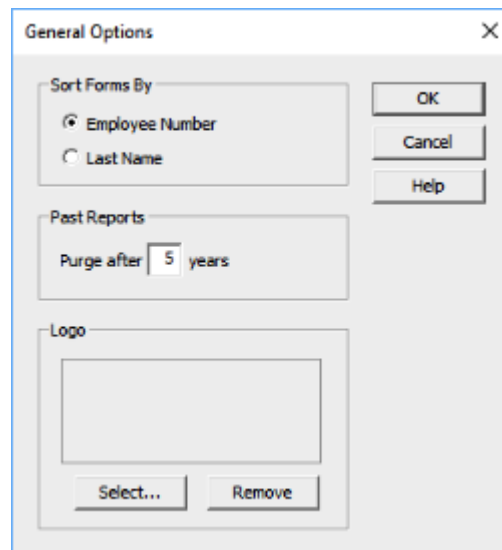 General Options
Sort Forms By
Employee Number
Last Name
OK
Cancel
Help
Past Reports
Purge after 5 years
Logo
Select...
Remove